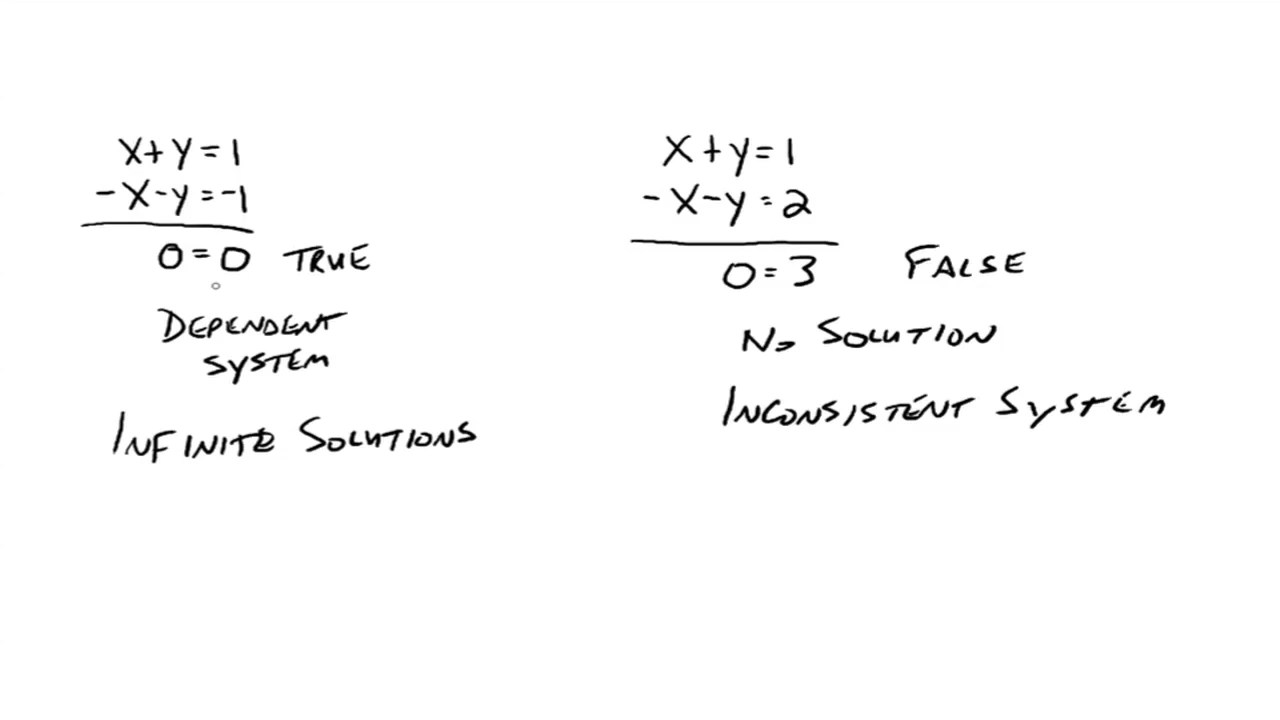 x+y=1
-x-y=-1
0=0 TRUE
DEPENDENT
SYSTEM
INFINITE SOLUTIONS
x+y=1
-x-y=2
0=3 FALSE
NO SOLUTION
INCONSISTENT SYSTEM